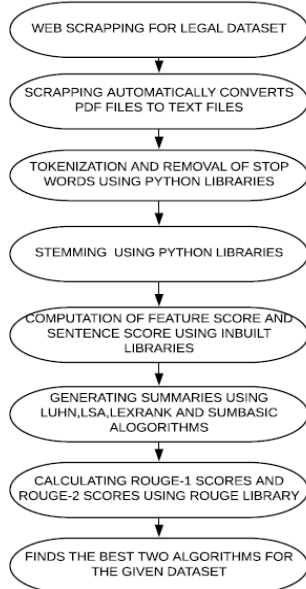 WEB SCRAPPING FOR LEGAL DATASET
SCRAPPING AUTOMATICALLY CONVERTS
PDF FILES TO TEXT FILES
TOKENIZATION AND REMOVAL OF STOP
WORDS USING PYTHON LIBRARIES
STEMMING USING PYTHON LIBRARIES
COMPUTATION OF FEATURE SCORE AND
SENTENCE SCORE USING INBUILT
LIBRARIES
GENERATING SUMMARIES USING
LUHN,LSA,LEXRANK AND SUMBASIC
ALOGORITHMS
CALCULATING ROUGE-1 SCORES AND
ROUGE-2 SCORES USING ROUGE LIBRARY
FINDS THE BEST TWO ALGORITHMS FOR
THE GIVEN DATASET